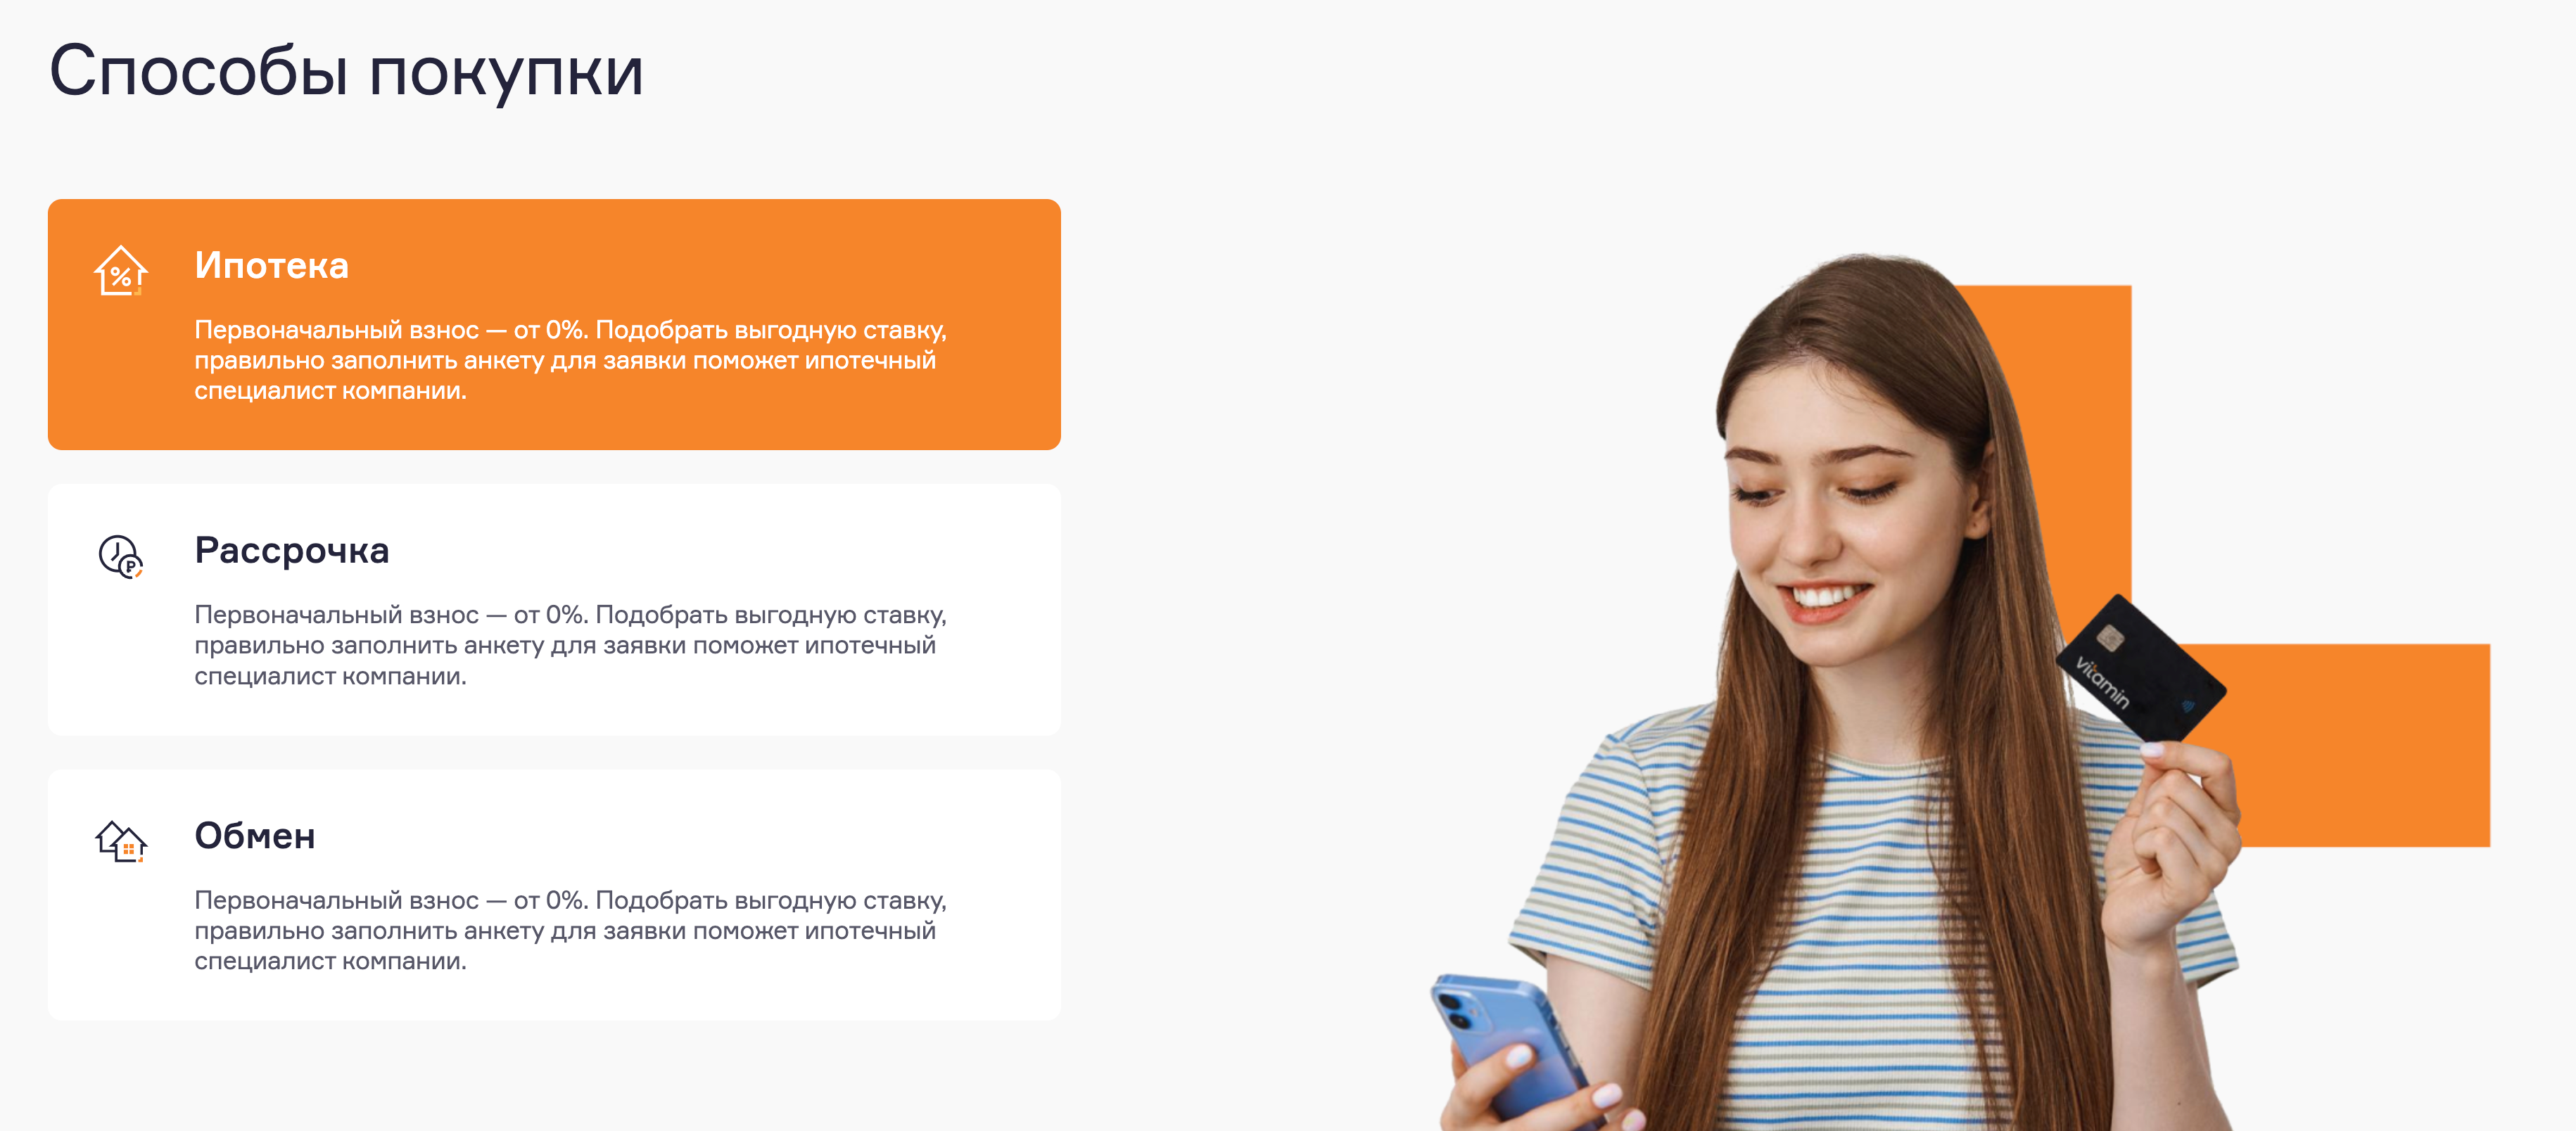 Способы покупки
Ипотека
Первоначальный взнос — от 0%. Подобрать выгодную ставку,
правильно заполнить анкету для заявки поможет ипотечный
специалист компании.
Рассрочка
Первоначальный взнос — от 0%. Подобрать выгодную ставку,
правильно заполнить анкету для заявки поможет ипотечный
специалист компании.
Обмен
Первоначальный взнос — от 0%. Подобрать выгодную ставку,
правильно заполнить анкету для заявки поможет ипотечный
специалист компании.
vitamin